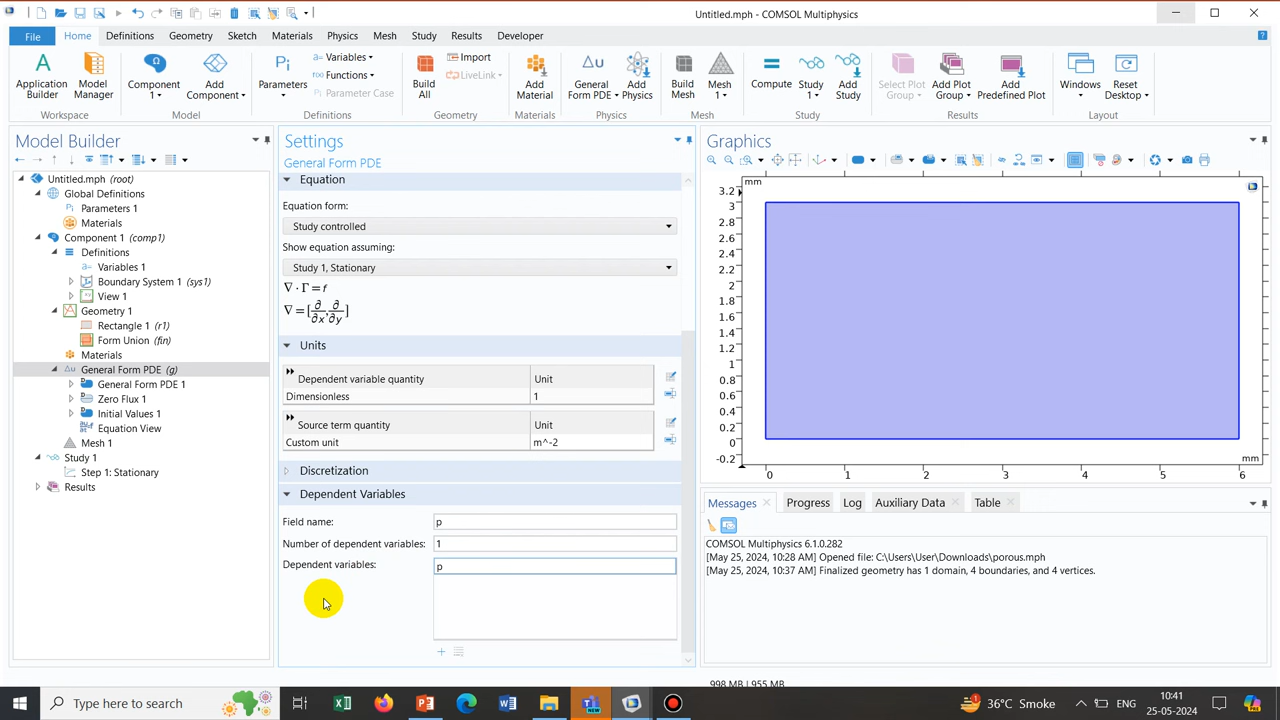 Untitled.mph - COMSOL Multiphysics
File
Home
Definitions
Geometry
Sketch
Materials
Physics
Mesh
Study
Results
Developer
Application Builder
Model Manager
Workspace
Component 1
Add Component
Model
Parameters
Variables
Functions
Parameter Case
Definitions
Build All
Import
LiveLink
Geometry
Add Material
Materials
General Form PDE
Add Physics
Physics
Build Mesh
Mesh 1
Mesh
Compute
Study 1
Add Study
Study
Select Plot Group
Add Plot Group
Add Predefined Plot
Results
Windows
Reset Desktop
Layout
Model Builder
Untitled.mph (root)
Global Definitions
Parameters 1
Materials
Component 1 (comp1)
Definitions
Variables 1
Boundary System 1 (sys1)
View 1
Geometry 1
Rectangle 1 (r1)
Form Union (fin)
Materials
General Form PDE (g)
General Form PDE 1
Zero Flux 1
Initial Values 1
Equation View
Mesh 1
Study 1
Step 1: Stationary
Results
Settings
General Form PDE
Equation
Equation form:
Study controlled
Show equation assuming:
Study 1, Stationary
∇ · Γ = f
∇ = [∂/∂x, ∂/∂y]
Units
Dependent variable quantity Unit
Dimensionless 1
Source term quantity Unit
Custom unit m^-2
Discretization
Dependent Variables
Field name: p
Number of dependent variables: 1
Dependent variables: p
Graphics
mm
3.2
3
2.8
2.6
2.4
2.2
2
1.8
1.6
1.4
1.2
1
0.8
0.6
0.4
0.2
0
-0.2
mm
0 1 2 3 4 5 6
Messages
Progress
Log
Auxiliary Data
Table
COMSOL Multiphysics 6.1.0.282
[May 25, 2024, 10:28 AM] Opened file: C:\Users\User\Downloads\porous.mph
[May 25, 2024, 10:37 AM] Finalized geometry has 1 domain, 4 boundaries, and 4 vertices.
998 MB | 955 MB
Type here to search
36°C Smoke
ENG
10:41
25-05-2024